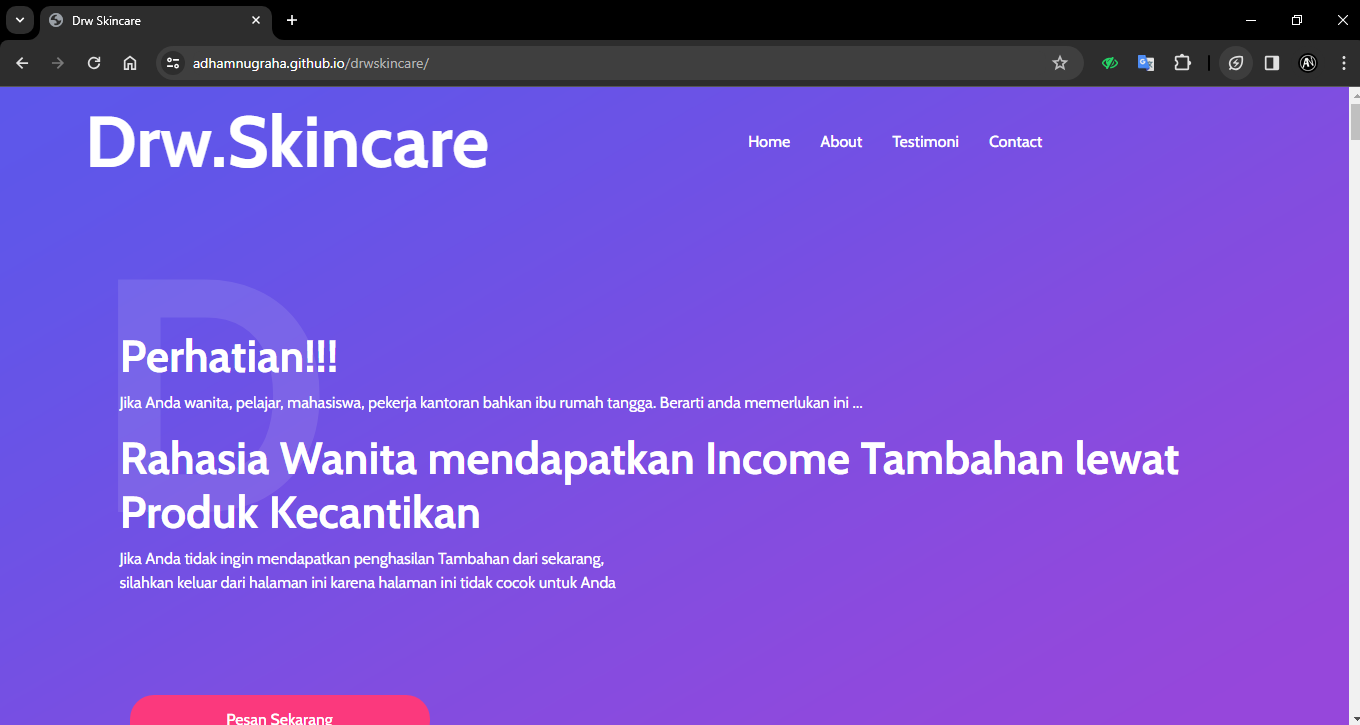 Drw Skincare
adhamnugraha.github.io/drwskincare/
Drw.Skincare
Home About Testimoni Contact
D
Perhatian!!!
Jika Anda wanita, pelajar, mahasiswa, pekerja kantoran bahkan ibu rumah tangga. Berarti anda memerlukan ini ...
Rahasia Wanita mendapatkan Income Tambahan lewat
Produk Kecantikan
Jika Anda tidak ingin mendapatkan penghasilan Tambahan dari sekarang,
silahkan keluar dari halaman ini karena halaman ini tidak cocok untuk Anda
Pesan Sekarang